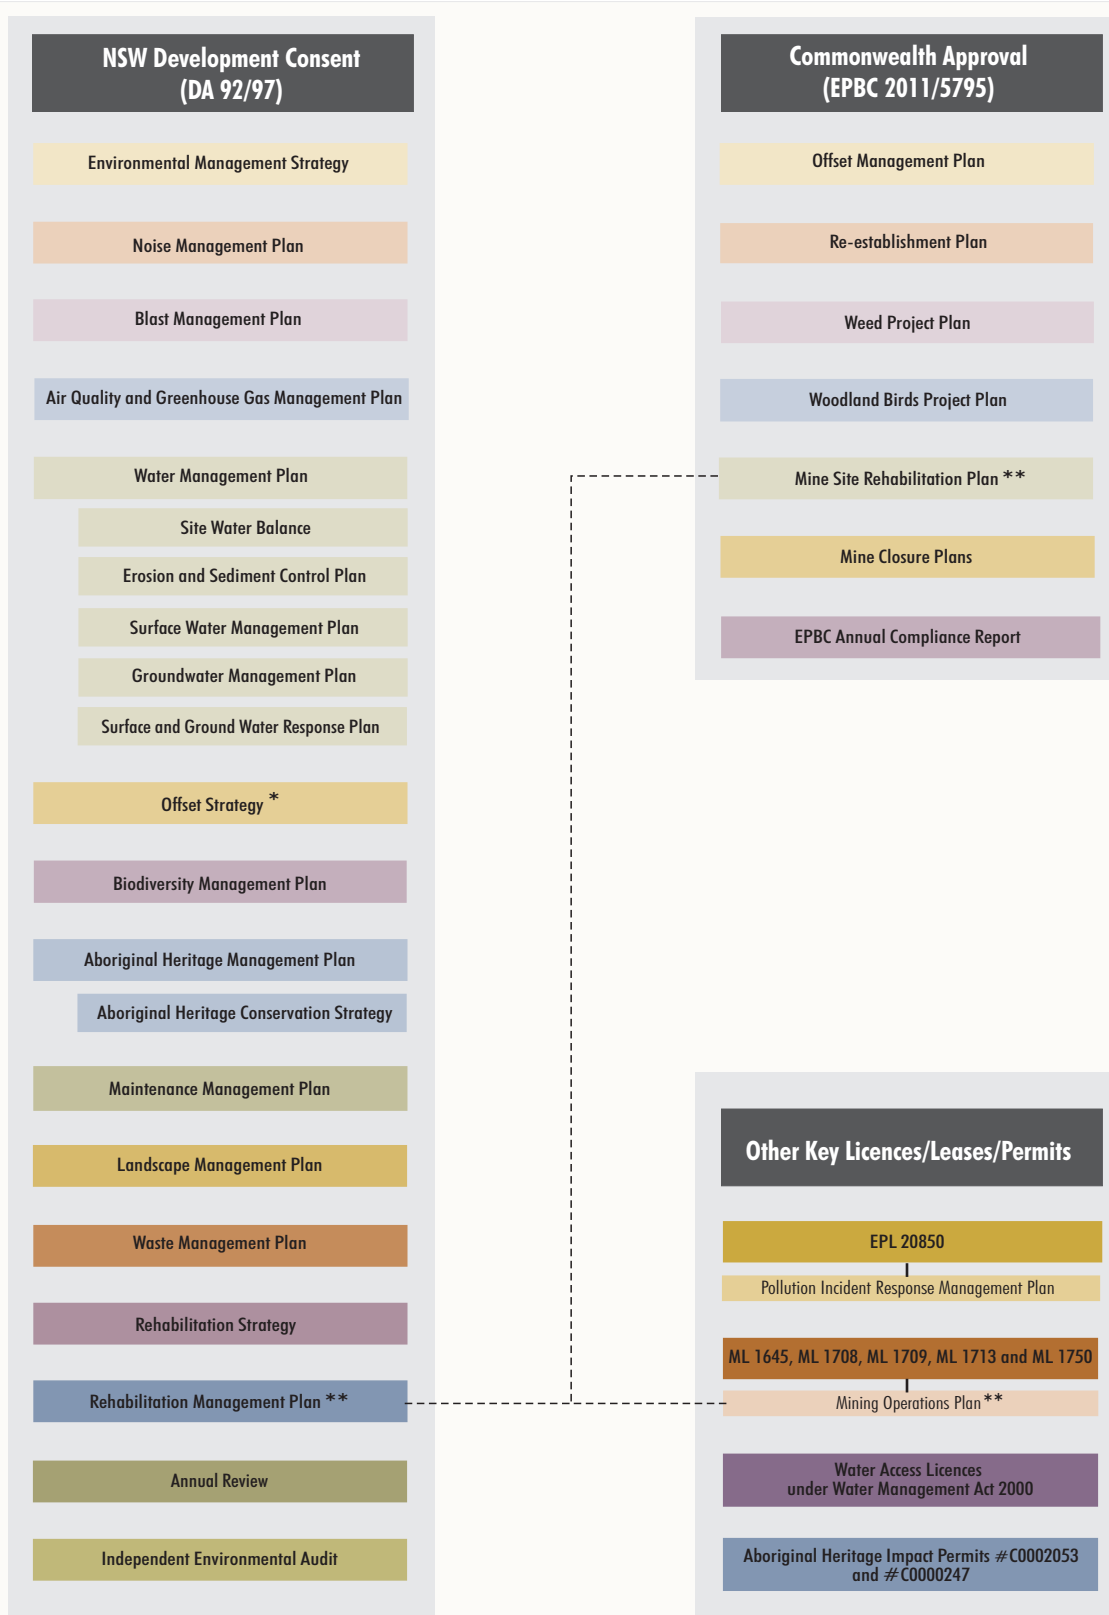 NSW Development Consent
(DA 92/97)
Environmental Management Strategy
Noise Management Plan
Blast Management Plan
Air Quality and Greenhouse Gas Management Plan
Water Management Plan
Site Water Balance
Erosion and Sediment Control Plan
Surface Water Management Plan
Groundwater Management Plan
Surface and Ground Water Response Plan
Offset Strategy *
Biodiversity Management Plan
Aboriginal Heritage Management Plan
Aboriginal Heritage Conservation Strategy
Maintenance Management Plan
Landscape Management Plan
Waste Management Plan
Rehabilitation Strategy
Rehabilitation Management Plan **
Annual Review
Independent Environmental Audit
Commonwealth Approval
(EPBC 2011/5795)
Offset Management Plan
Re-establishment Plan
Weed Project Plan
Woodland Birds Project Plan
Mine Site Rehabilitation Plan **
Mine Closure Plans
EPBC Annual Compliance Report
Other Key Licences/Leases/Permits
EPL 20850
Pollution Incident Response Management Plan
ML 1645, ML 1708, ML 1709, ML 1713 and ML 1750
Mining Operations Plan **
Water Access Licences
under Water Management Act 2000
Aboriginal Heritage Impact Permits #C0002053
and #C0000247